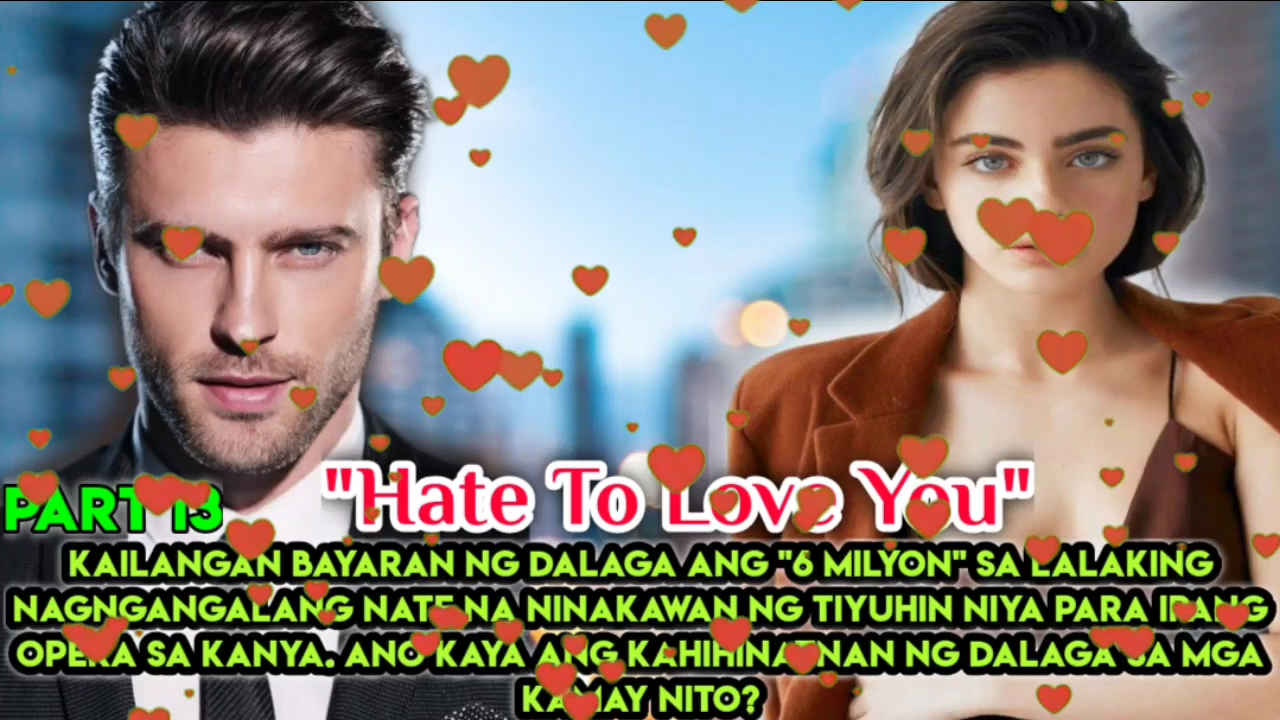 "Hate To Love You"
PART 13
KAILANGAN BAYARAN NG DALAGA ANG "6 MILYON" SA LALAKING
NAGNGANGALANG NATE NA NINAKAWAN NG TIYUHIN NIYA PARA IPANG
OPERA SA KANYA. ANO KAYA ANG KAHIHINATNAN NG DALAGA SA MGA
KAMAY NITO?